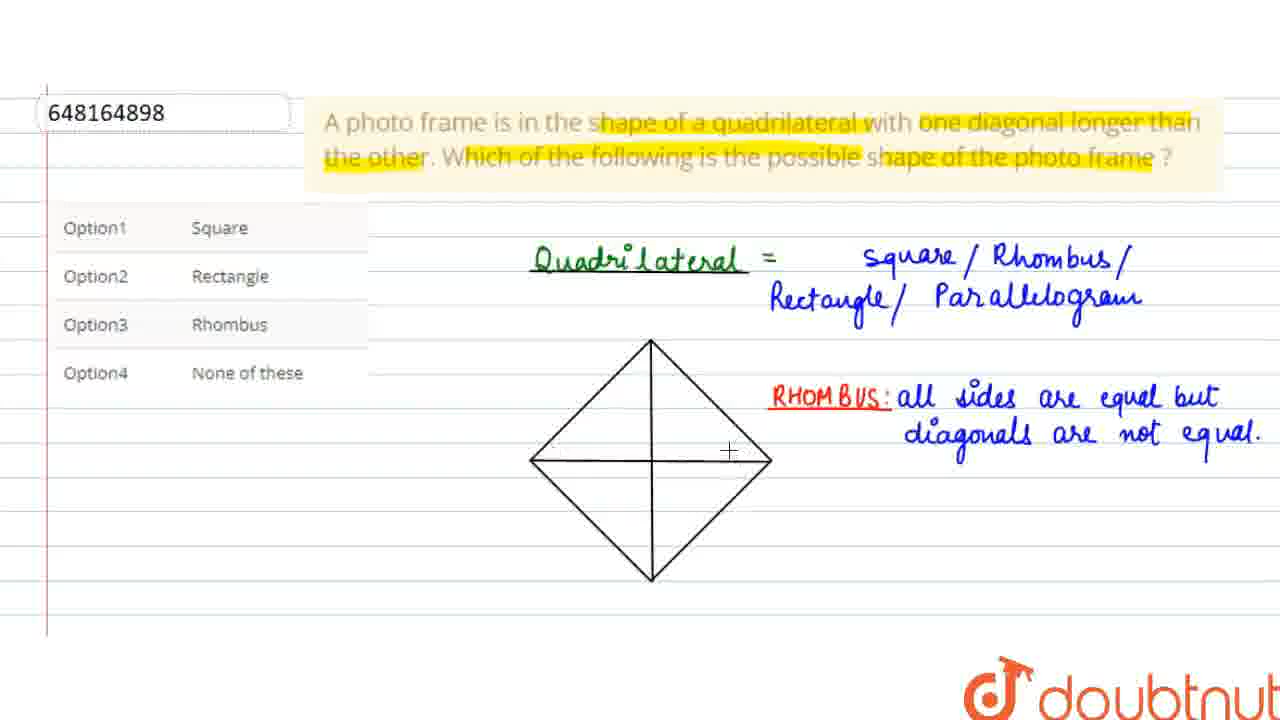 648164898
A photo frame is in the shape of a quadrilateral with one diagonal longer than
the other. Which of the following is the possible shape of the photo frame ?
Option1 Square
Option2 Rectangle
Option3 Rhombus
Option4 None of these
Quadrilateral = square / Rhombus /
Rectangle / Parallelogram
RHOMBUS: all sides are equal but
diagonals are not equal.
doubtnut